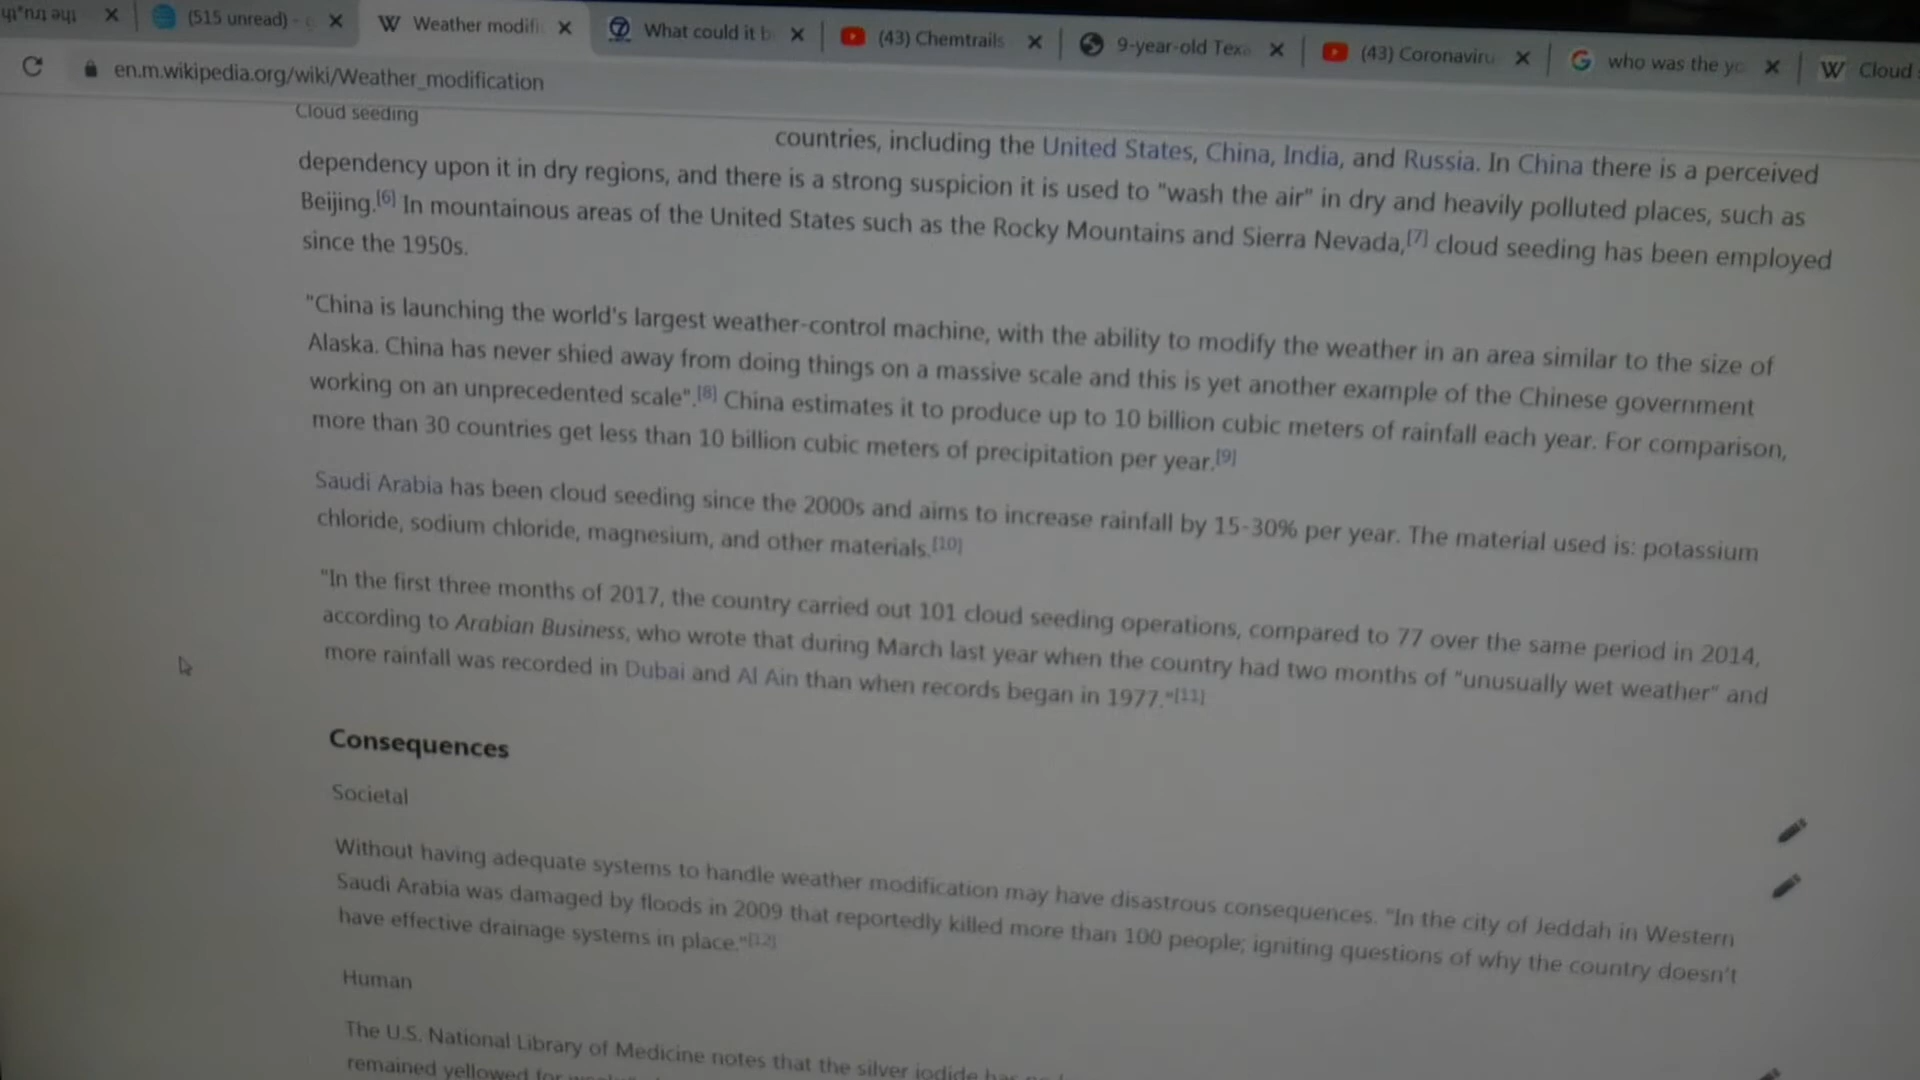 (515 unread) -
Weather modifi
What could it b
(43) Chemtrails
9-year-old Texa
(43) Coronaviru
who was the yo
Cloud
en.m.wikipedia.org/wiki/Weather_modification
Cloud seeding
countries, including the United States, China, India, and Russia. In China there is a perceived
dependency upon it in dry regions, and there is a strong suspicion it is used to "wash the air" in dry and heavily polluted places, such as
Beijing.[6] In mountainous areas of the United States such as the Rocky Mountains and Sierra Nevada,[7] cloud seeding has been employed
since the 1950s.
"China is launching the world's largest weather-control machine, with the ability to modify the weather in an area similar to the size of
Alaska. China has never shied away from doing things on a massive scale and this is yet another example of the Chinese government
working on an unprecedented scale".[8] China estimates it to produce up to 10 billion cubic meters of rainfall each year. For comparison,
more than 30 countries get less than 10 billion cubic meters of precipitation per year.[9]
Saudi Arabia has been cloud seeding since the 2000s and aims to increase rainfall by 15-30% per year. The material used is: potassium
chloride, sodium chloride, magnesium, and other materials.[10]
"In the first three months of 2017, the country carried out 101 cloud seeding operations, compared to 77 over the same period in 2014,
according to Arabian Business, who wrote that during March last year when the country had two months of "unusually wet weather" and
more rainfall was recorded in Dubai and Al Ain than when records began in 1977."[11]
Consequences
Societal
Without having adequate systems to handle weather modification may have disastrous consequences. "In the city of Jeddah in Western
Saudi Arabia was damaged by floods in 2009 that reportedly killed more than 100 people; igniting questions of why the country doesn't
have effective drainage systems in place."[12]
Human
The U.S. National Library of Medicine notes that the silver iodide
remained yellowed for